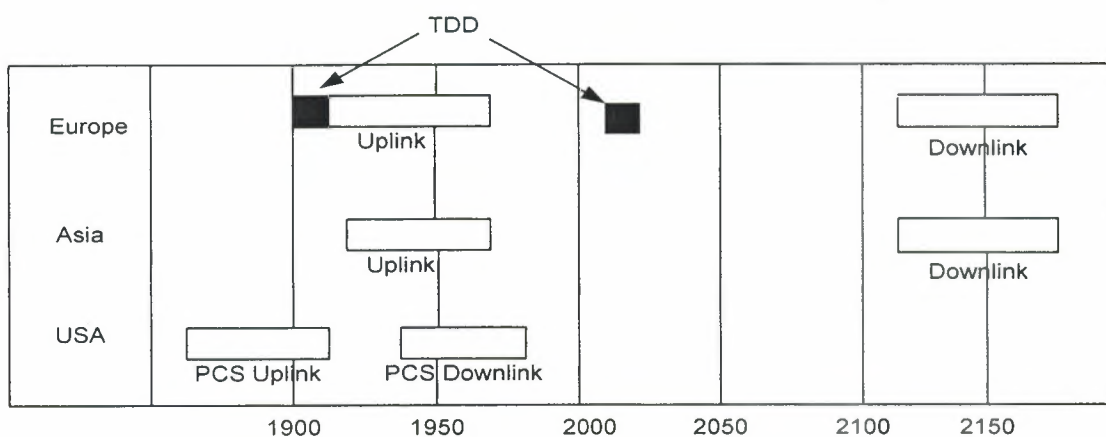 TDD
Europe
Uplink
Downlink
Asia
Uplink
Downlink
USA
PCS Uplink
PCS Downlink
1900 1950 2000 2050 2100 2150